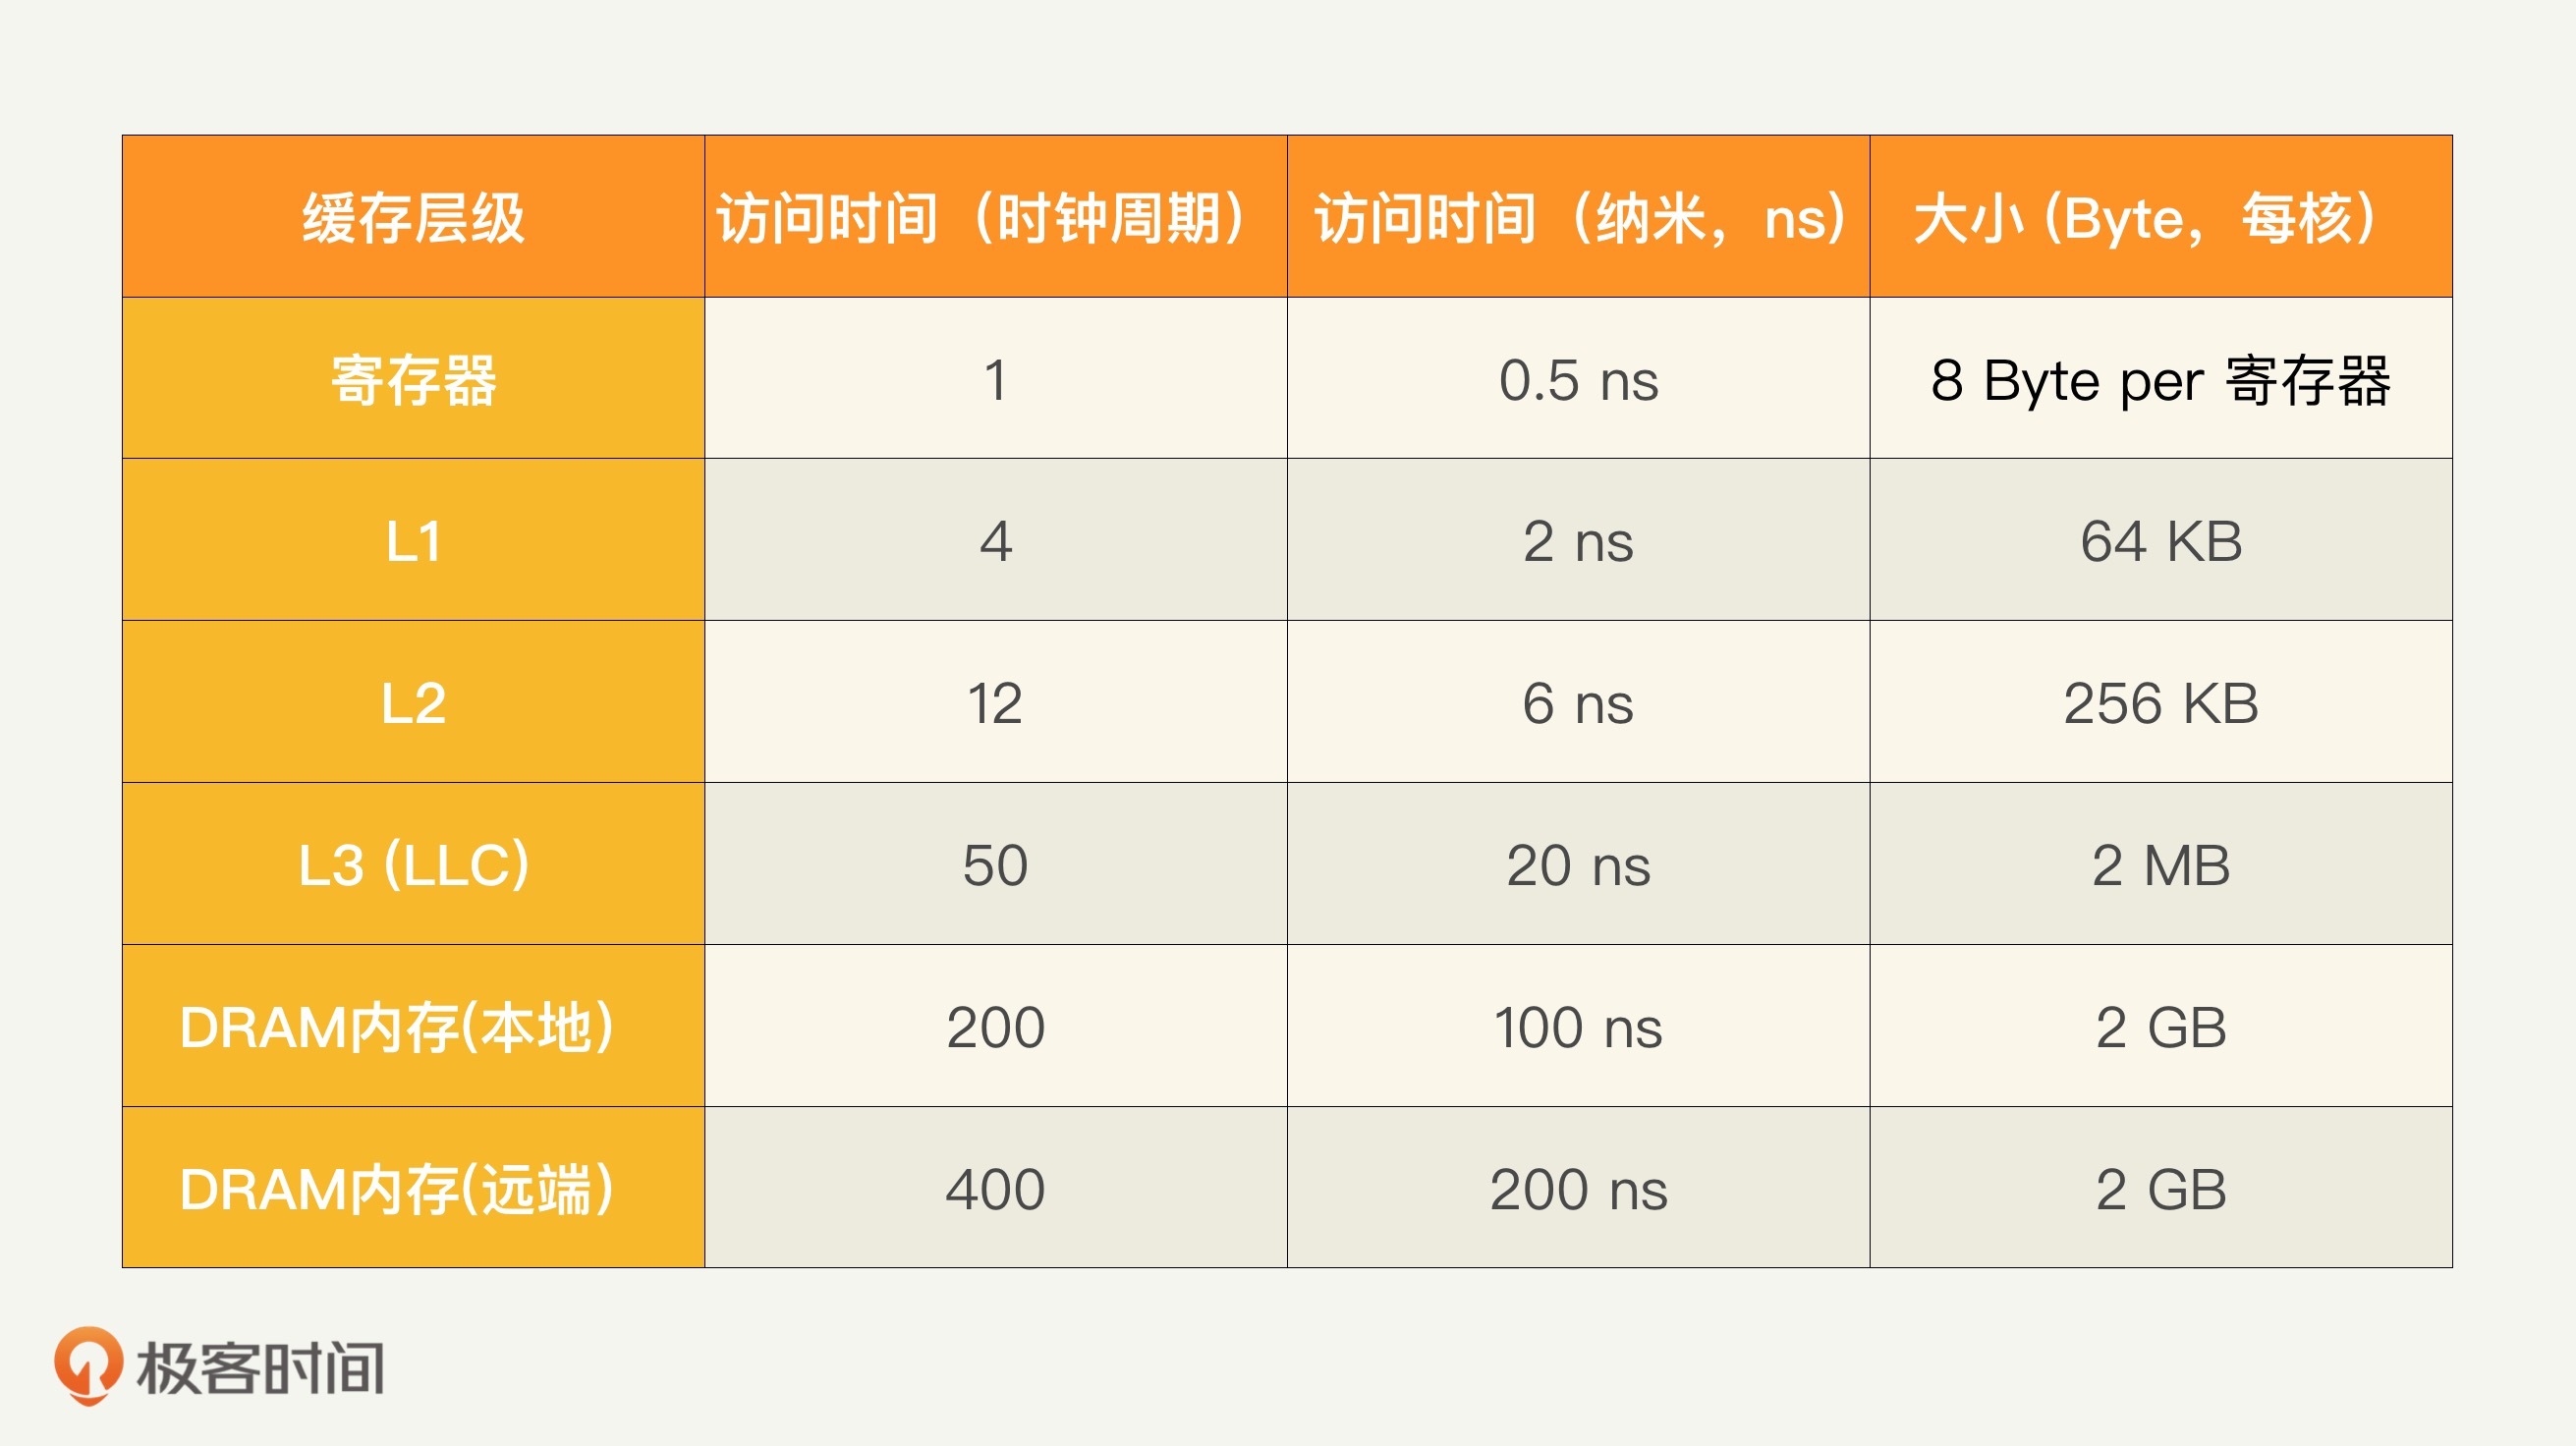 缓存层级 访问时间（时钟周期） 访问时间（纳米，ns） 大小 (Byte，每核）
寄存器 1 0.5 ns 8 Byte per 寄存器
L1 4 2 ns 64 KB
L2 12 6 ns 256 KB
L3 (LLC) 50 20 ns 2 MB
DRAM内存(本地） 200 100 ns 2 GB
DRAM内存(远端） 400 200 ns 2 GB
极客时间